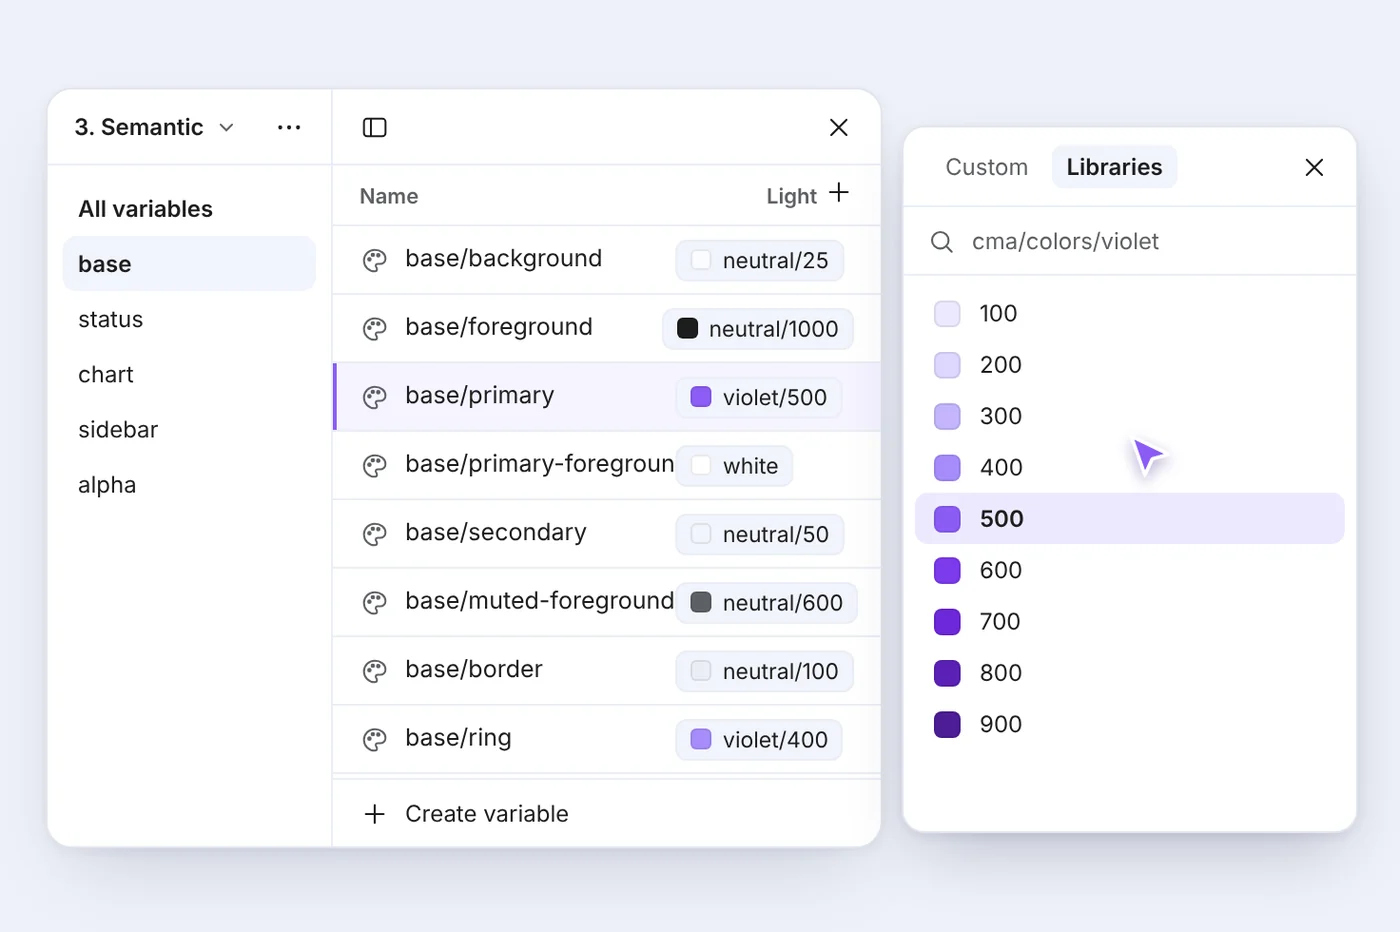 3. Semantic
All variables
base
status
chart
sidebar
alpha
Name
Light
base/background
neutral/25
base/foreground
neutral/1000
base/primary
violet/500
base/primary-foregroun
white
base/secondary
neutral/50
base/muted-foreground
neutral/600
base/border
neutral/100
base/ring
violet/400
Create variable
Custom
Libraries
cma/colors/violet
100
200
300
400
500
600
700
800
900